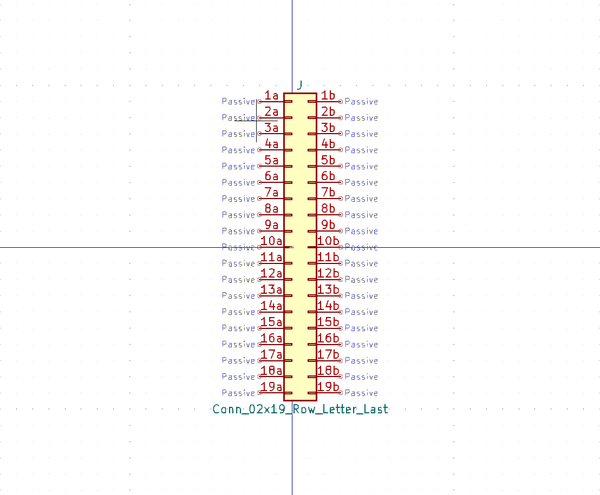 J
Passive 1a 1b Passive
Passive 2a 2b Passive
Passive 3a 3b Passive
Passive 4a 4b Passive
Passive 5a 5b Passive
Passive 6a 6b Passive
Passive 7a 7b Passive
Passive 8a 8b Passive
Passive 9a 9b Passive
Passive 10a 10b Passive
Passive 11a 11b Passive
Passive 12a 12b Passive
Passive 13a 13b Passive
Passive 14a 14b Passive
Passive 15a 15b Passive
Passive 16a 16b Passive
Passive 17a 17b Passive
Passive 18a 18b Passive
Passive 19a 19b Passive
Conn_02x19_Row_Letter_Last